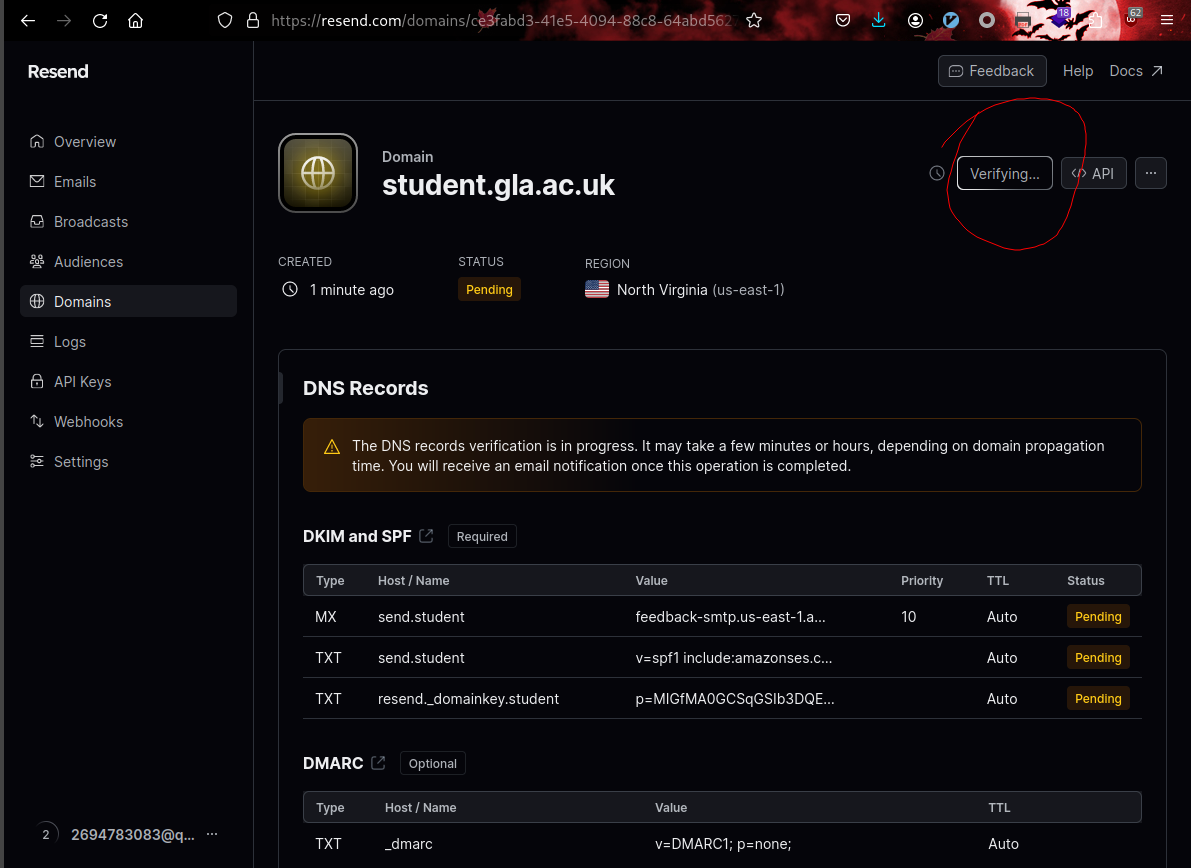 https://resend.com/domains/ce3fabd3-41e5-4094-88c8-64abd562
18
62
Resend
Feedback
Help
Docs
Overview
Emails
Broadcasts
Audiences
Domains
Logs
API Keys
Webhooks
Settings
2
2694783083@q...
Domain
student.gla.ac.uk
Verifying...
API
CREATED
1 minute ago
STATUS
Pending
REGION
North Virginia (us-east-1)
DNS Records
The DNS records verification is in progress. It may take a few minutes or hours, depending on domain propagation
time. You will receive an email notification once this operation is completed.
DKIM and SPF Required
Type Host / Name Value Priority TTL Status
MX send.student feedback-smtp.us-east-1.a... 10 Auto Pending
TXT send.student v=spf1 include:amazonses.c... Auto Pending
TXT resend._domainkey.student p=MIGfMA0GCSqGSIb3DQE... Auto Pending
DMARC Optional
Type Host / Name Value TTL
TXT _dmarc v=DMARC1; p=none; Auto